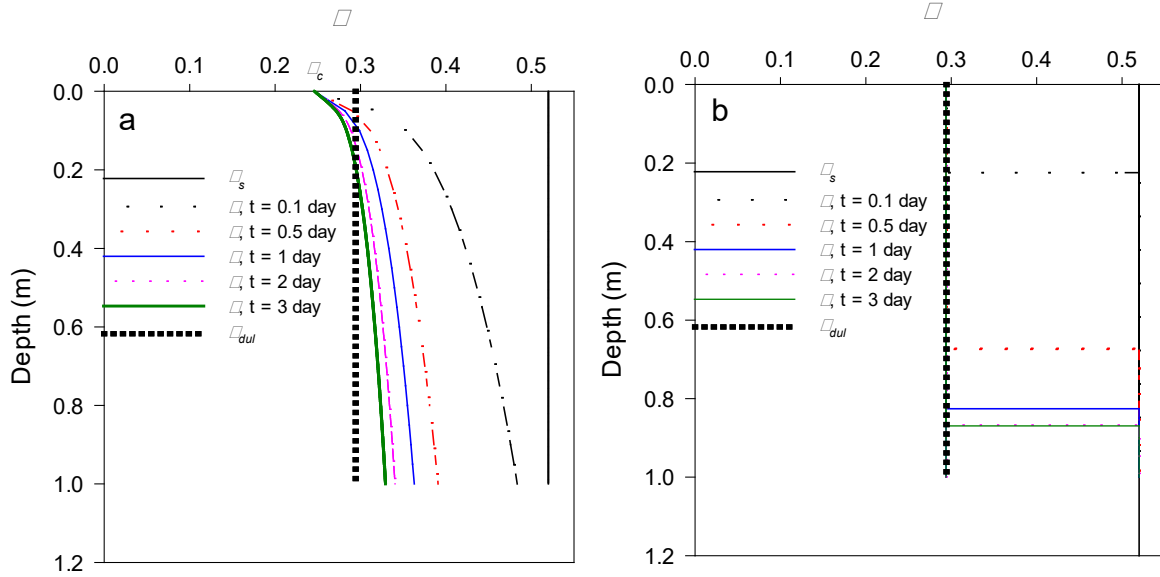 □
0.0 0.1 0.2 □c 0.3 0.4 0.5
0.0
a
0.2
□s
□, t = 0.1 day
□, t = 0.5 day
0.4
□, t = 1 day
□, t = 2 day
□, t = 3 day
0.6
□dul
0.8
1.0
1.2
Depth (m)
□
0.0 0.1 0.2 0.3 0.4 0.5
0.0
b
0.2
□s
□, t = 0.1 day
□, t = 0.5 day
0.4
□, t = 1 day
□, t = 2 day
□, t = 3 day
0.6
□dul
0.8
1.0
1.2
Depth (m)